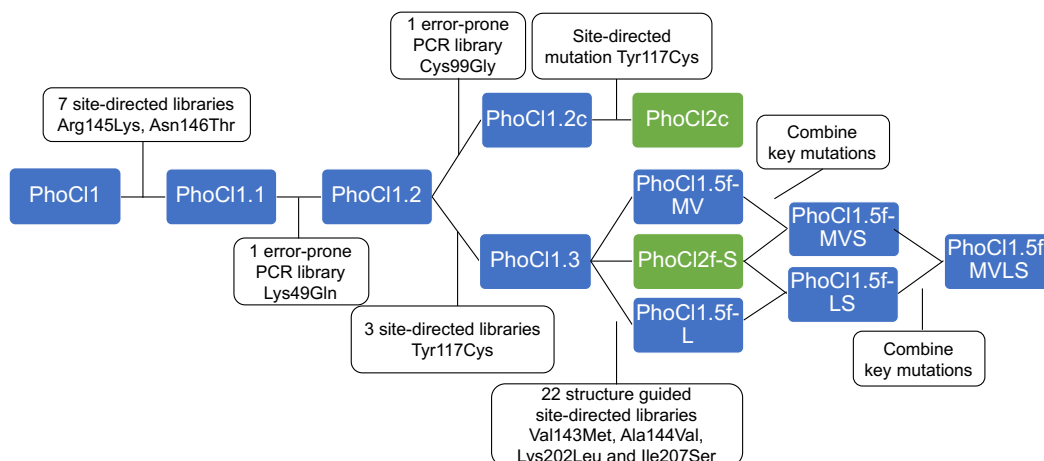 1 error-prone
PCR library
Cys99Gly
Site-directed
mutation Tyr117Cys
7 site-directed libraries
Arg145Lys, Asn146Thr
PhoCl1.2c
PhoCl2c
Combine
key mutations
PhoCl1
PhoCl1.1
PhoCl1.2
PhoCl1.5f-
MV
PhoCl1.5f-
MVS
1 error-prone
PCR library
Lys49Gln
PhoCl1.3
PhoCl2f-S
PhoCl1.5f
MVLS
PhoCl1.5f-
LS
3 site-directed libraries
Tyr117Cys
PhoCl1.5f-
L
Combine
key mutations
22 structure guided
site-directed libraries
Val143Met, Ala144Val,
Lys202Leu and Ile207Ser